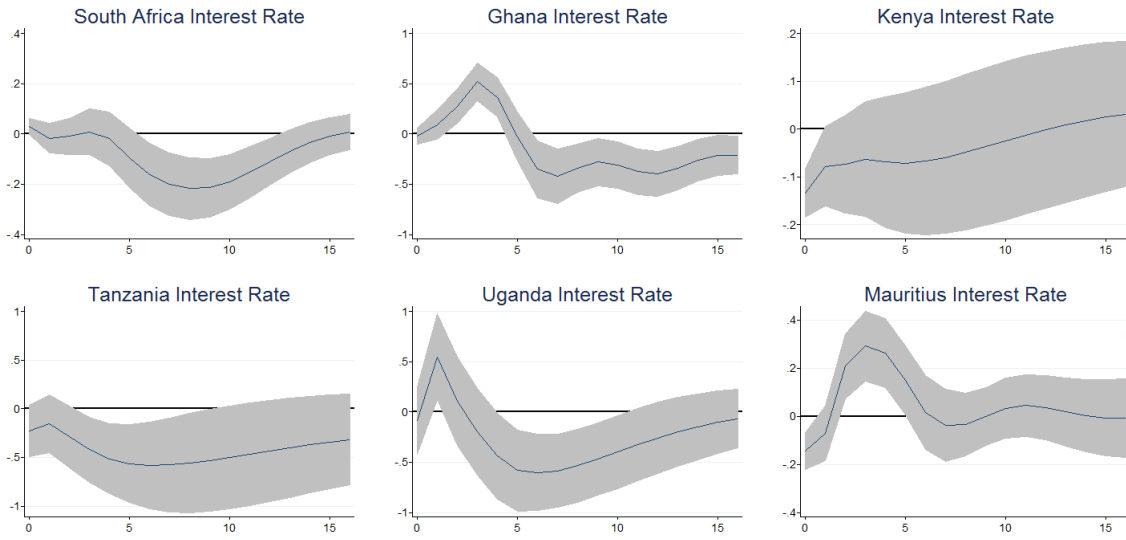 South Africa Interest Rate
.4
.2
0
-.2
-.4
0 5 10 15
Ghana Interest Rate
1
.5
0
-.5
-1
0 5 10 15
Kenya Interest Rate
.2
.1
0
-.1
-.2
0 5 10 15
Tanzania Interest Rate
1
.5
0
-.5
-1
0 5 10 15
Uganda Interest Rate
1
.5
0
-.5
-1
0 5 10 15
Mauritius Interest Rate
.4
.2
0
-.2
-.4
0 5 10 15